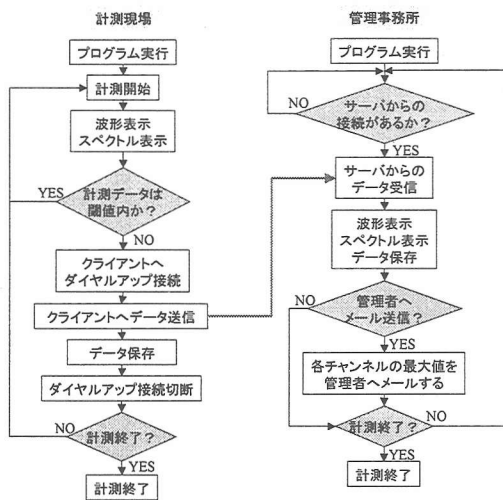 計測現場
プログラム実行
計測開始
波形表示
スペクトル表示
YES
計測データは
閾値内か？
NO
クライアントへ
ダイヤルアップ接続
クライアントへデータ送信
データ保存
ダイヤルアップ接続切断
NO
計測終了？
YES
計測終了
管理事務所
プログラム実行
NO
サーバからの
接続があるか？
YES
サーバからの
データ受信
波形表示
スペクトル表示
データ保存
NO
管理者へ
メール送信？
YES
各チャンネルの最大値を
管理者へメールする
計測終了？
NO
YES
計測終了